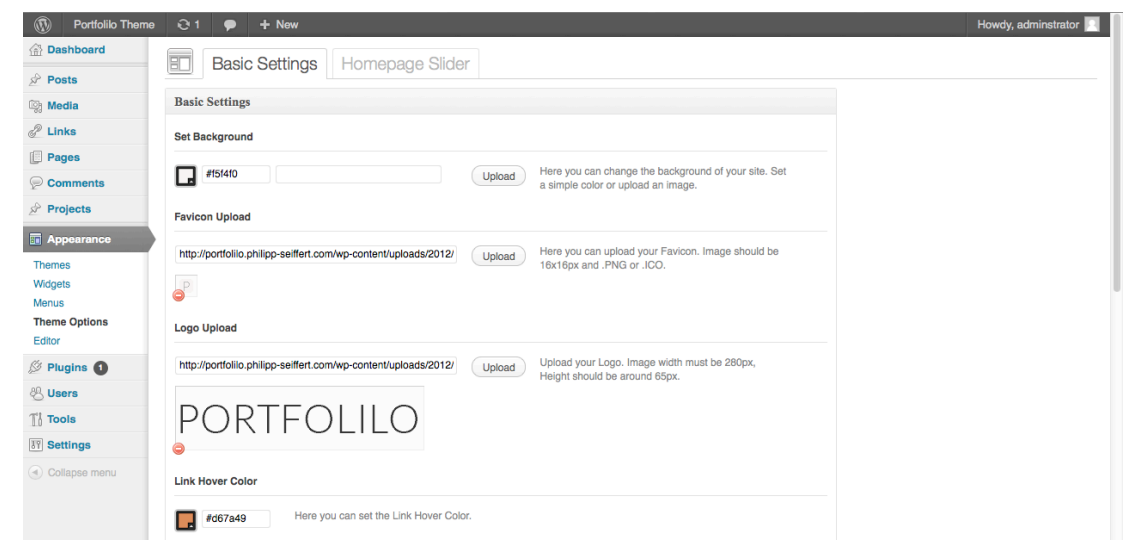 Portfolilo Theme 1 + New Howdy, adminstrator
Dashboard
Posts
Media
Links
Pages
Comments
Projects
Appearance
Themes
Widgets
Menus
Theme Options
Editor
Plugins 1
Users
Tools
Settings
Collapse menu
Basic Settings Homepage Slider
Basic Settings
Set Background
#f5f4f0 Upload
Here you can change the background of your site. Set
a simple color or upload an image.
Favicon Upload
http://portfolilo.philipp-seiffert.com/wp-content/uploads/2012/ Upload
Here you can upload your Favicon. Image should be
16x16px and .PNG or .ICO.
P
Logo Upload
http://portfolilo.philipp-seiffert.com/wp-content/uploads/2012/ Upload
Upload your Logo. Image width must be 280px,
Height should be around 65px.
PORTFOLILO
Link Hover Color
#d67a49 Here you can set the Link Hover Color.